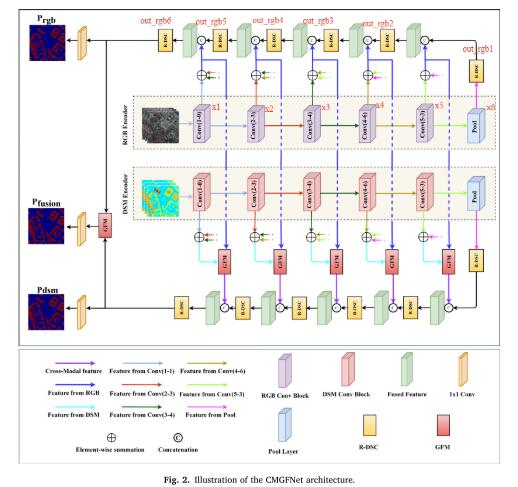 out_rgb6 out_rgb5 out_rgb4 out_rgb3 out_rgb2
Prgb
R-DSC R-DSC R-DSC R-DSC R-DSC
C C C C C
out_rgb1
R-DSC
x1 x2 x3 x4 x5 x6
RGB Encoder
Conv(1-0) Conv(2-3) Conv(3-4) Conv(4-6) Conv(5-3) Pool
DSM Encoder
Conv(1-0) Conv(2-3) Conv(3-4) Conv(4-6) Conv(5-3) Pool
Pfusion
GFM
GFM GFM GFM GFM GFM
R-DSC
Pdsm
R-DSC R-DSC R-DSC R-DSC R-DSC
C C C C C
Cross-Modal feature Feature from Conv(1-1) Feature from Conv(4-6)
Feature from RGB Feature from Conv(2-3) Feature from Conv(5-3)
Feature from DSM Feature from Conv(3-4) Feature from Pool
Element-wise summation
C
Concatenation
RGB Conv Block DSM Conv Block Fused Feature 1x1 Conv
Pool Layer R-DSC GFM
Fig. 2. Illustration of the CMGFNet architecture.